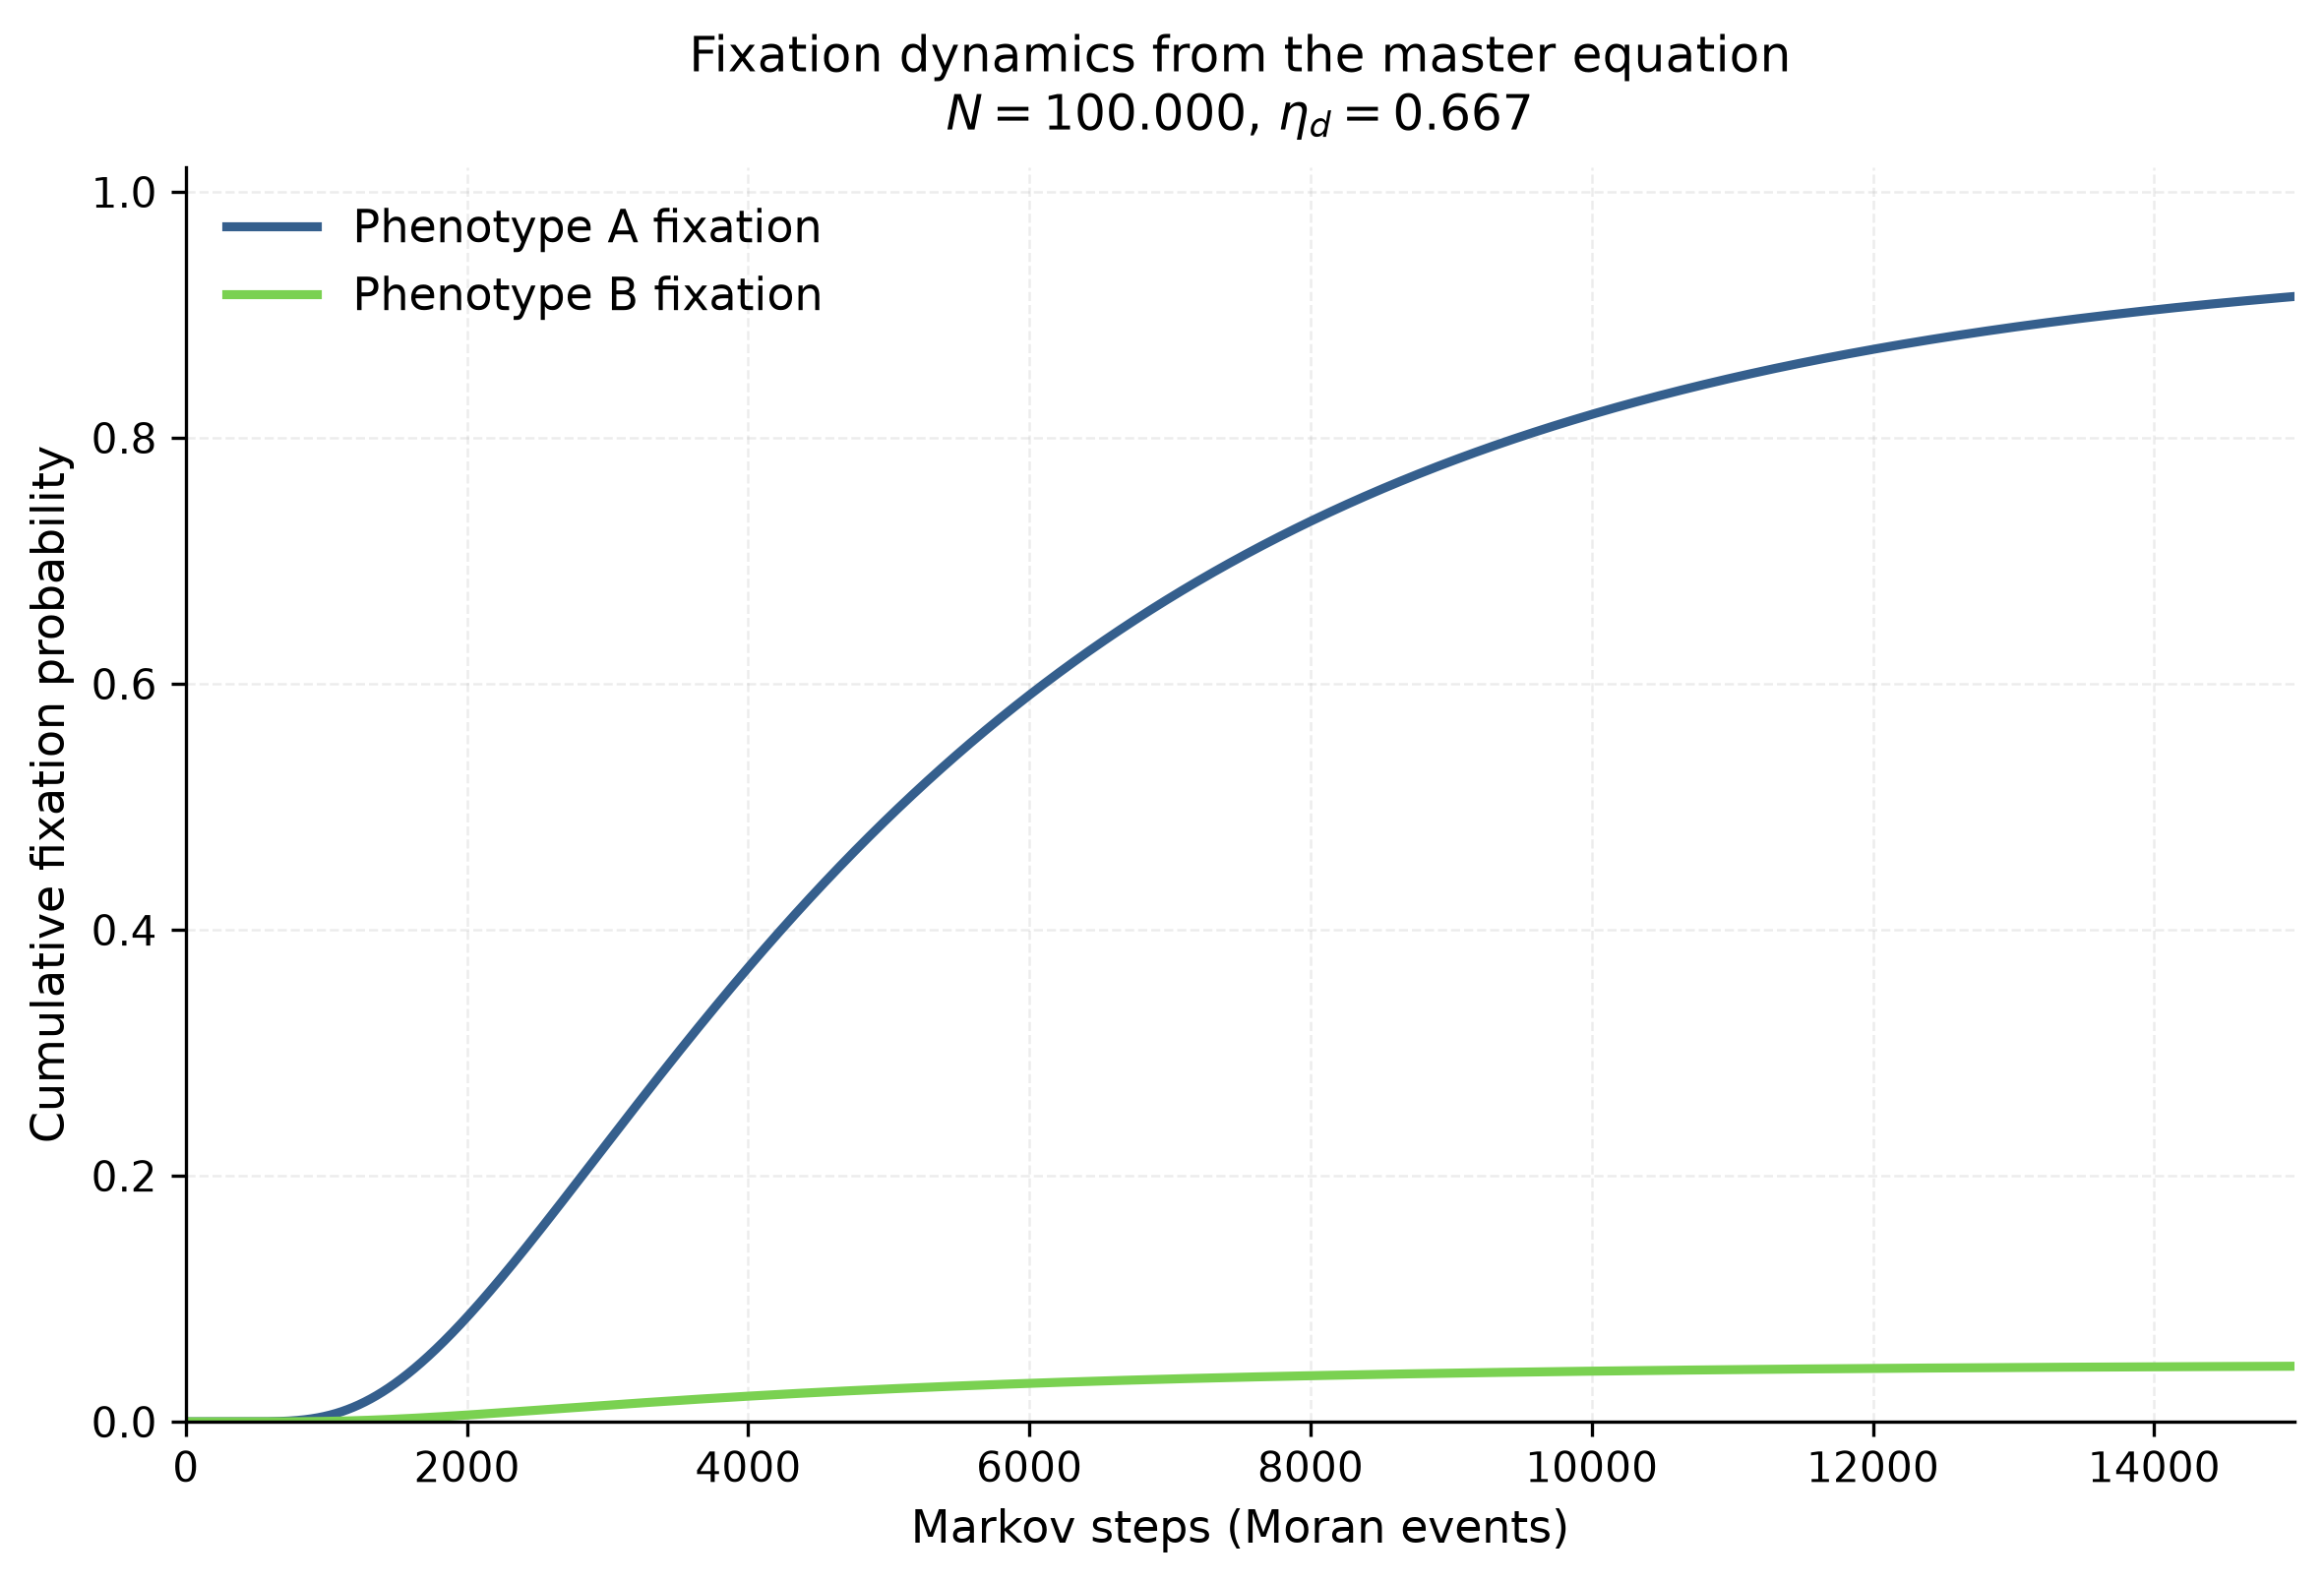 Fixation dynamics from the master equation
N = 100.000, η_d = 0.667
1.0
Phenotype A fixation
Phenotype B fixation
0.8
0.6
0.4
0.2
0.0
Cumulative fixation probability
0 2000 4000 6000 8000 10000 12000 14000
Markov steps (Moran events)